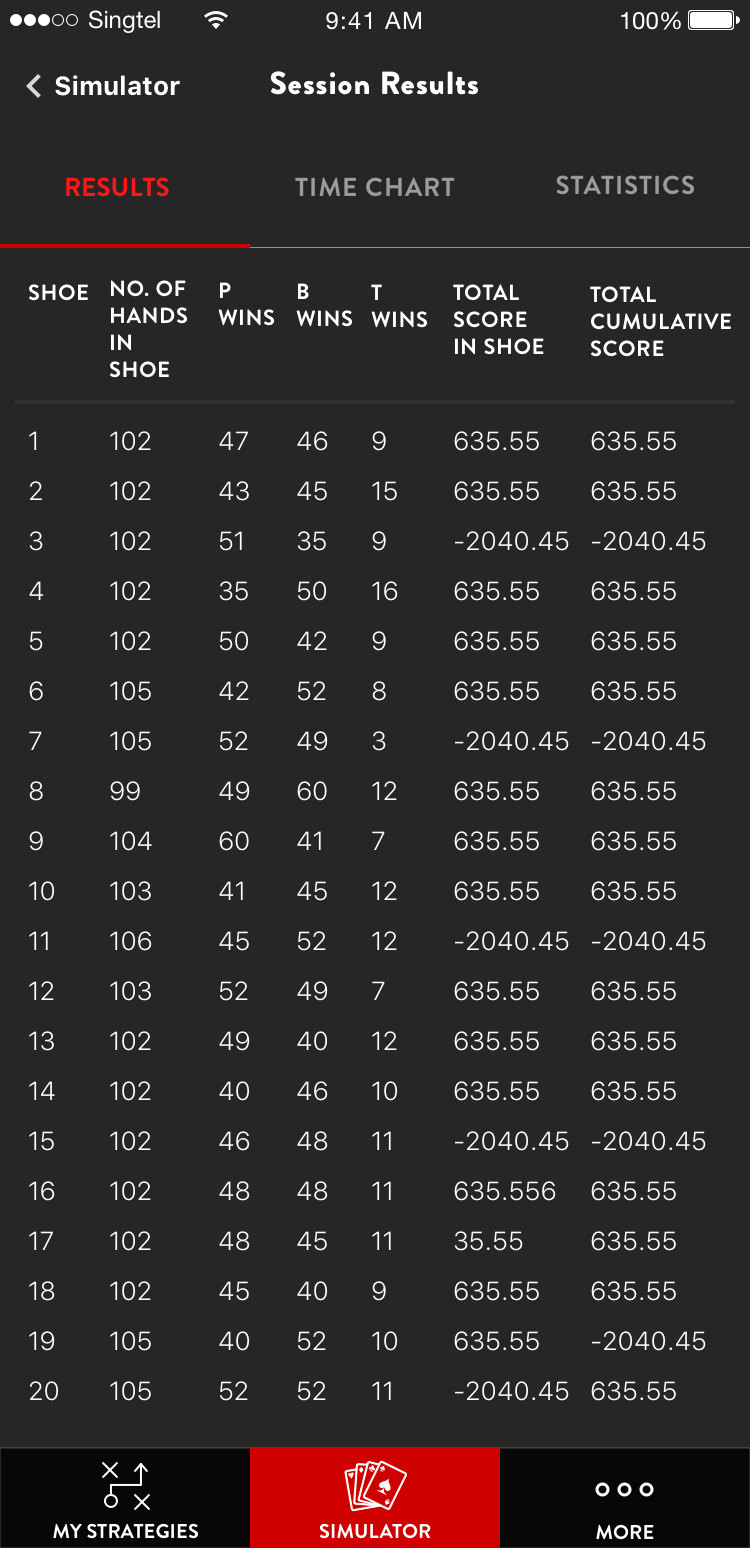 Singtel 9:41 AM 100%
Simulator Session Results
RESULTS TIME CHART STATISTICS
SHOE NO. OF HANDS IN SHOE P WINS B WINS T WINS TOTAL SCORE IN SHOE TOTAL CUMULATIVE SCORE
1 102 47 46 9 635.55 635.55
2 102 43 45 15 635.55 635.55
3 102 51 35 9 -2040.45 -2040.45
4 102 35 50 16 635.55 635.55
5 102 50 42 9 635.55 635.55
6 105 42 52 8 635.55 635.55
7 105 52 49 3 -2040.45 -2040.45
8 99 49 60 12 635.55 635.55
9 104 60 41 7 635.55 635.55
10 103 41 45 12 635.55 635.55
11 106 45 52 12 -2040.45 -2040.45
12 103 52 49 7 635.55 635.55
13 102 49 40 12 635.55 635.55
14 102 40 46 10 635.55 635.55
15 102 46 48 11 -2040.45 -2040.45
16 102 48 48 11 635.556 635.55
17 102 48 45 11 35.55 635.55
18 102 45 40 9 635.55 635.55
19 105 40 52 10 635.55 -2040.45
20 105 52 52 11 -2040.45 635.55
MY STRATEGIES SIMULATOR MORE